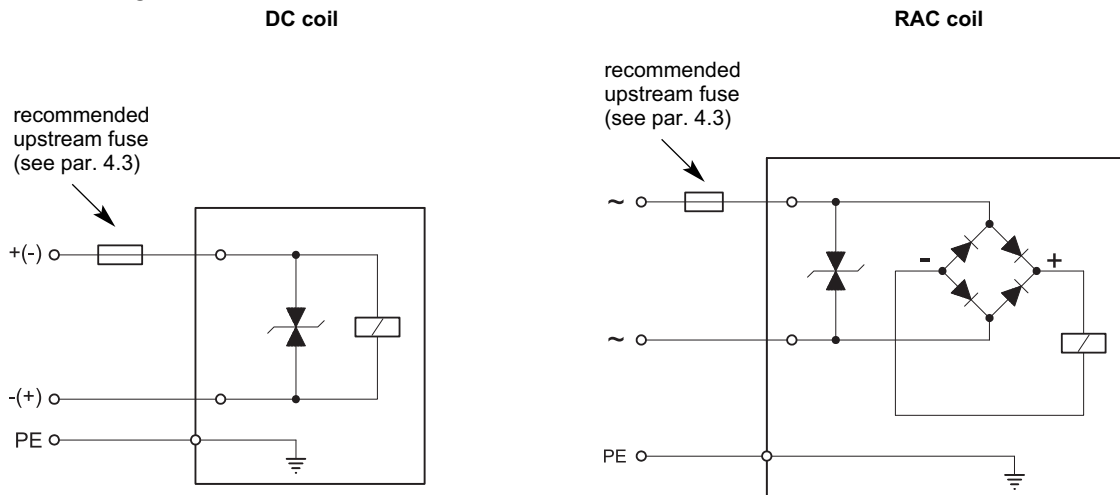 DC coil
RAC coil
recommended
upstream fuse
(see par. 4.3)
+(-)
-(+)
PE
recommended
upstream fuse
(see par. 4.3)
~
~
- +
PE